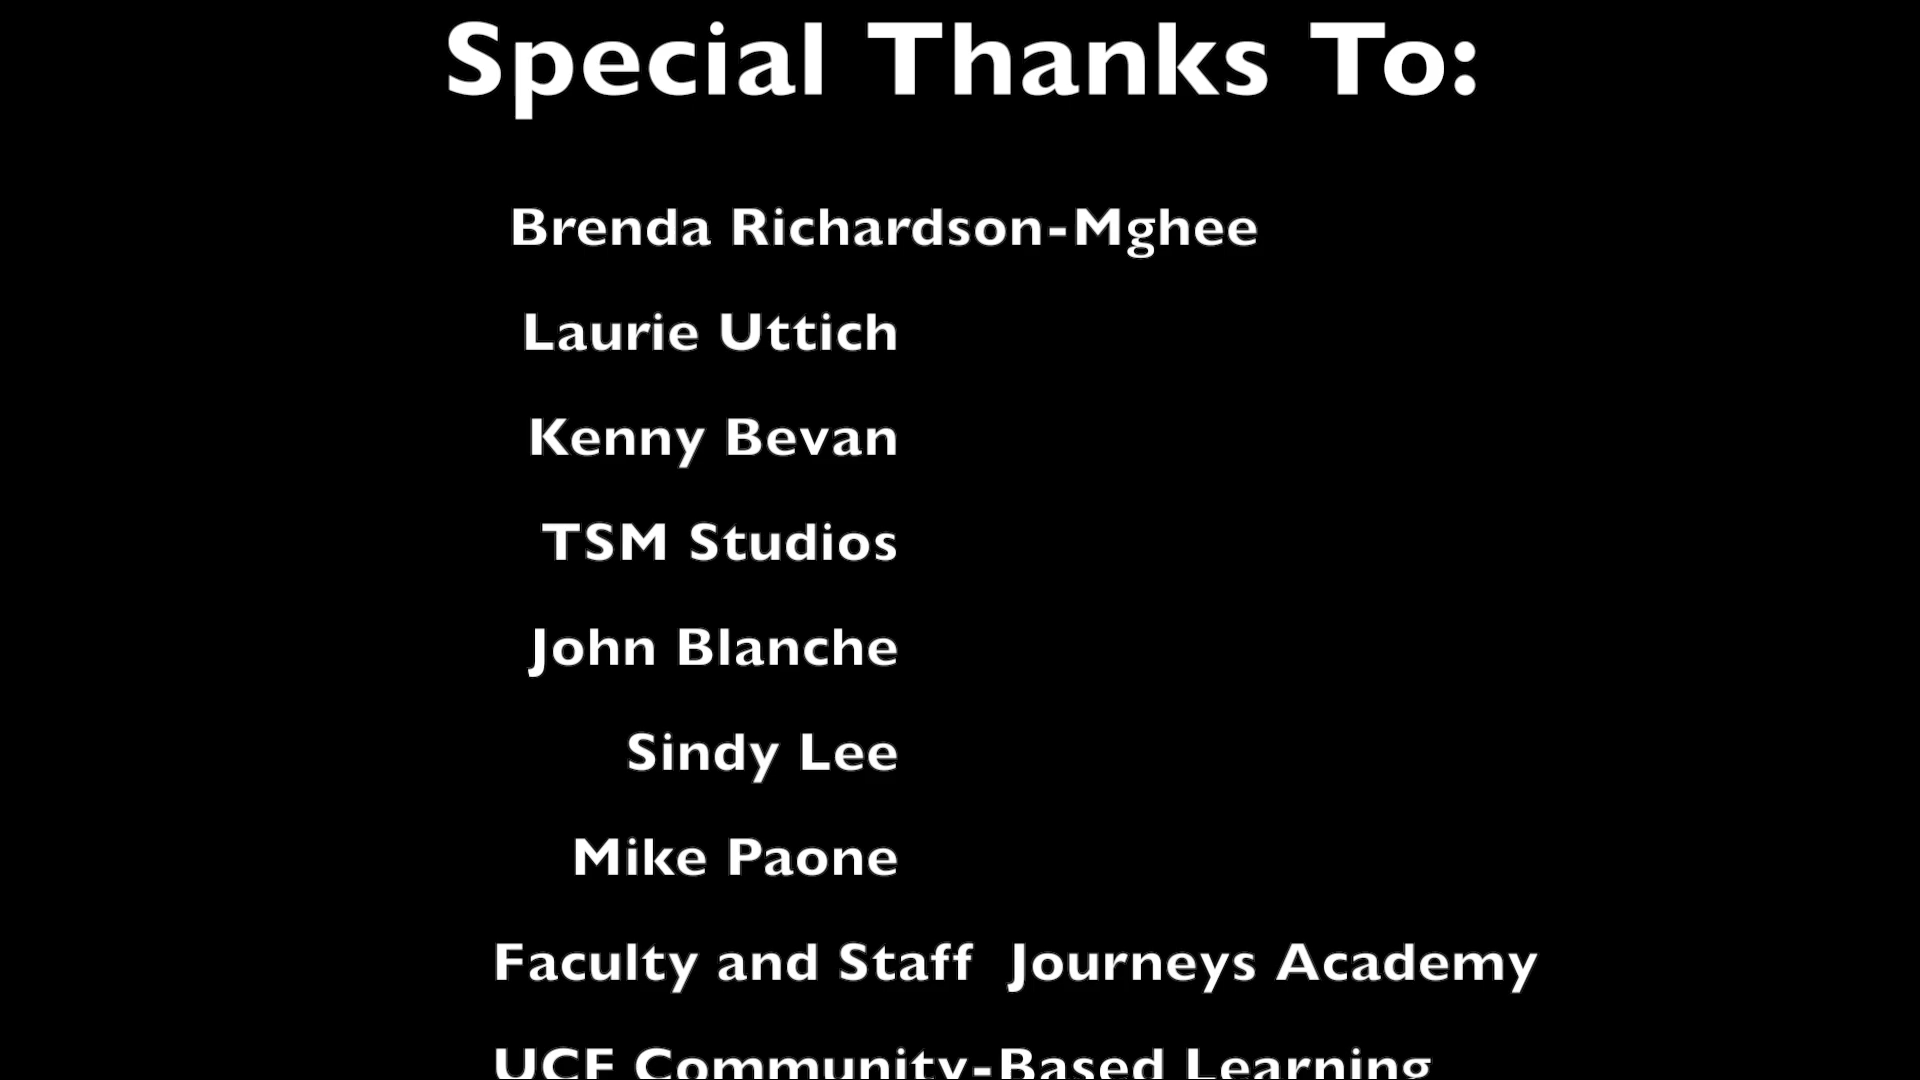 Special Thanks To:
Brenda Richardson-Mghee
Laurie Uttich
Kenny Bevan
TSM Studios
John Blanche
Sindy Lee
Mike Paone
Faculty and Staff Journeys Academy
UCF Community-Based Learning